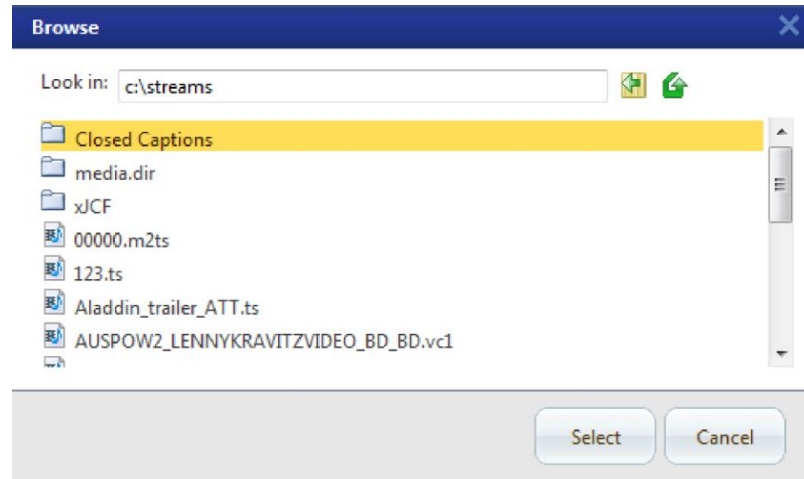 Browse
Look in: c:\streams
Closed Captions
media.dir
xJCF
00000.m2ts
123.ts
Aladdin_trailer_ATT.ts
AUSPOW2_LENNYKRAVITZVIDEO_BD_BD.vc1
Select Cancel